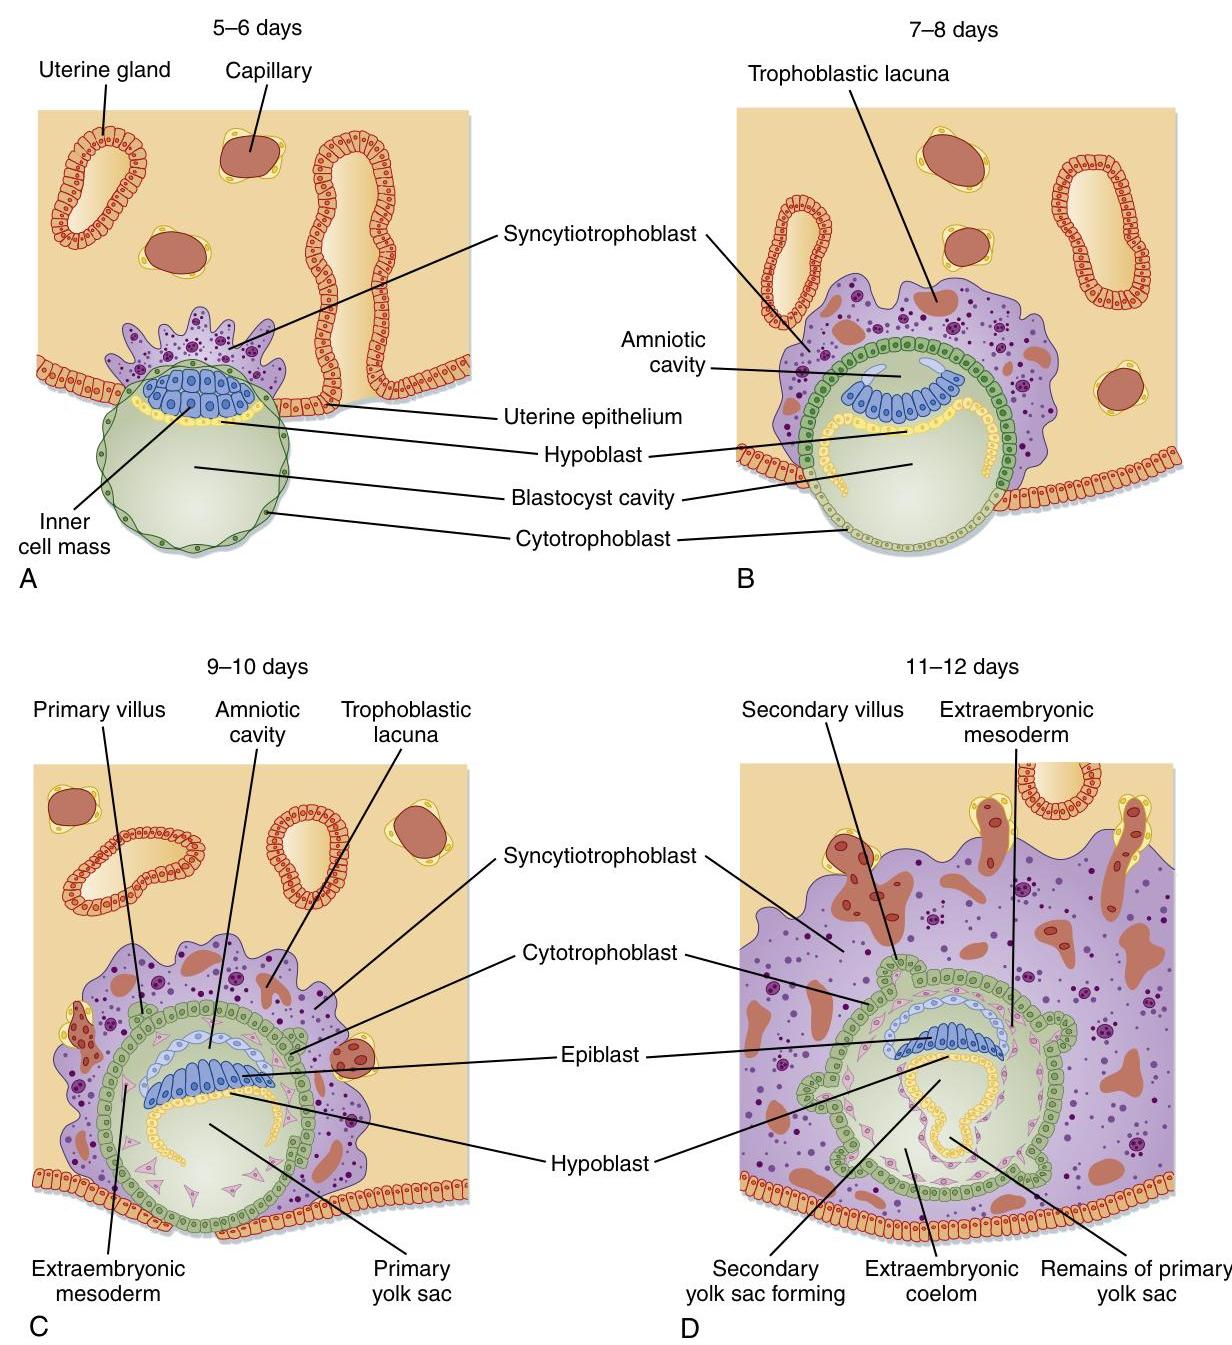 5–6 days
Uterine gland
Capillary
7–8 days
Trophoblastic lacuna
Syncytiotrophoblast
Amniotic
cavity
Uterine epithelium
Hypoblast
Blastocyst cavity
Cytotrophoblast
Inner
cell mass
A
B
9–10 days
Primary villus
Amniotic
cavity
Trophoblastic
lacuna
11–12 days
Secondary villus
Extraembryonic
mesoderm
Syncytiotrophoblast
Cytotrophoblast
Epiblast
Hypoblast
Extraembryonic
mesoderm
Primary
yolk sac
Secondary
yolk sac forming
Extraembryonic
coelom
Remains of primary
yolk sac
C
D